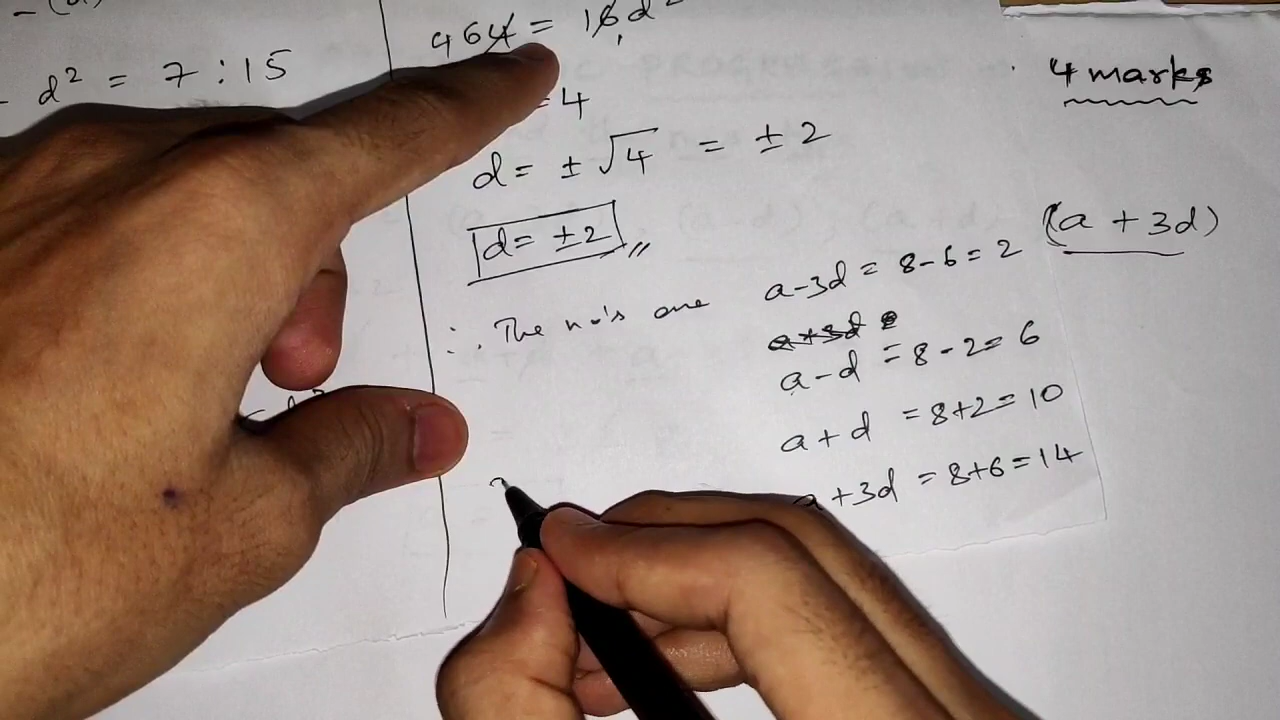 d² = 7 : 15
464 = 16d²
= 4
d = ± √4 = ± 2
d = ±2
∴ The no's are a-3d = 8-6 = 2
a+3d =
a-d = 8-2 = 6
a+d = 8+2 = 10
a+3d = 8+6 = 14
4 marks
(a + 3d)